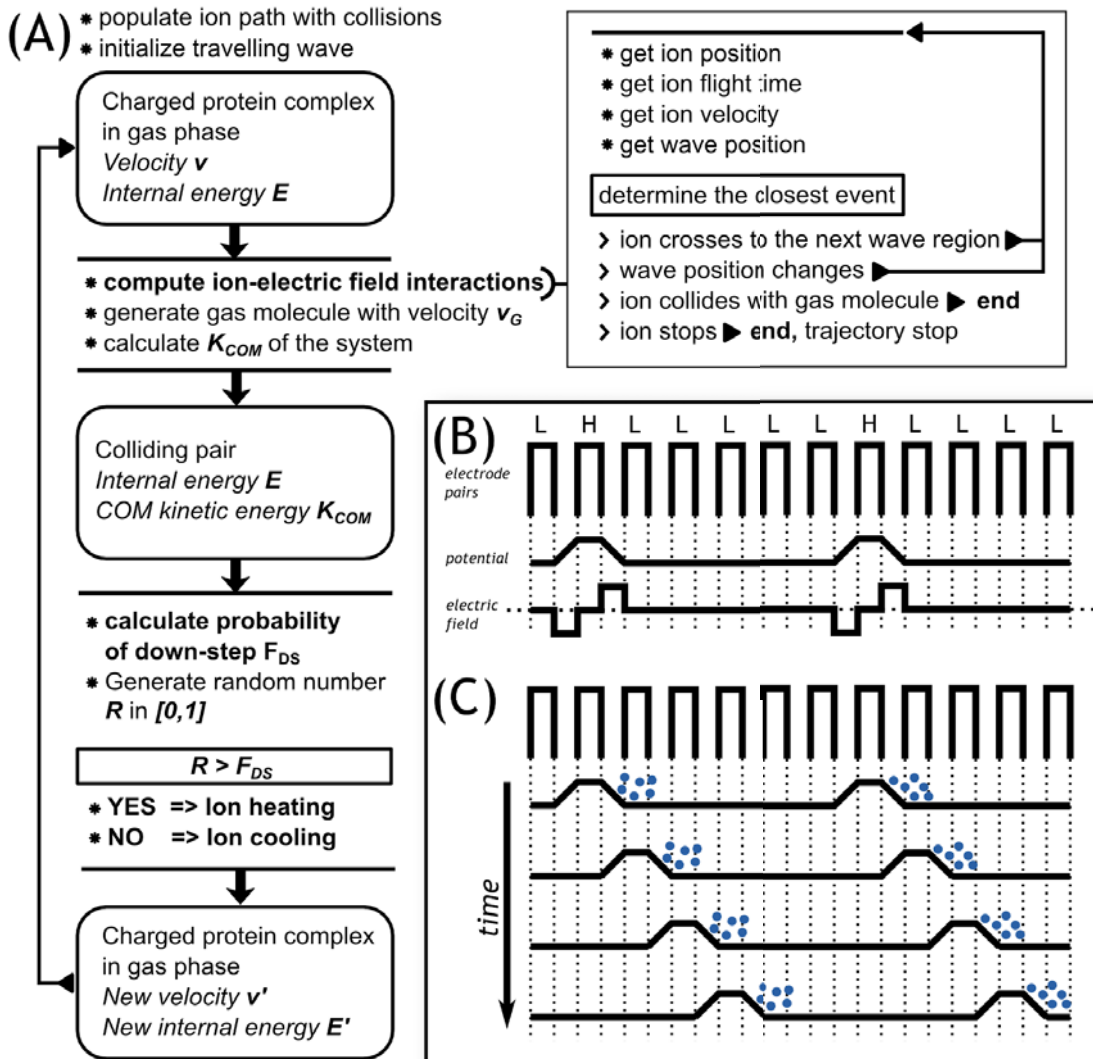 (A)
* populate ion path with collisions
* initialize travelling wave
Charged protein complex
in gas phase
Velocity v
Internal energy E
* compute ion-electric field interactions
* generate gas molecule with velocity v_G
* calculate K_COM of the system
Colliding pair
Internal energy E
COM kinetic energy K_COM
* calculate probability
of down-step F_DS
* Generate random number
R in [0,1]
R > F_DS
* YES => Ion heating
* NO => Ion cooling
Charged protein complex
in gas phase
New velocity v'
New internal energy E'
* get ion position
* get ion flight time
* get ion velocity
* get wave position
determine the closest event
> ion crosses to the next wave region
> wave position changes
> ion collides with gas molecule ▶ end
> ion stops ▶ end, trajectory stop
(B)
L H L L L L L H L L L L
electrode
pairs
potential
electric
field
(C)
time